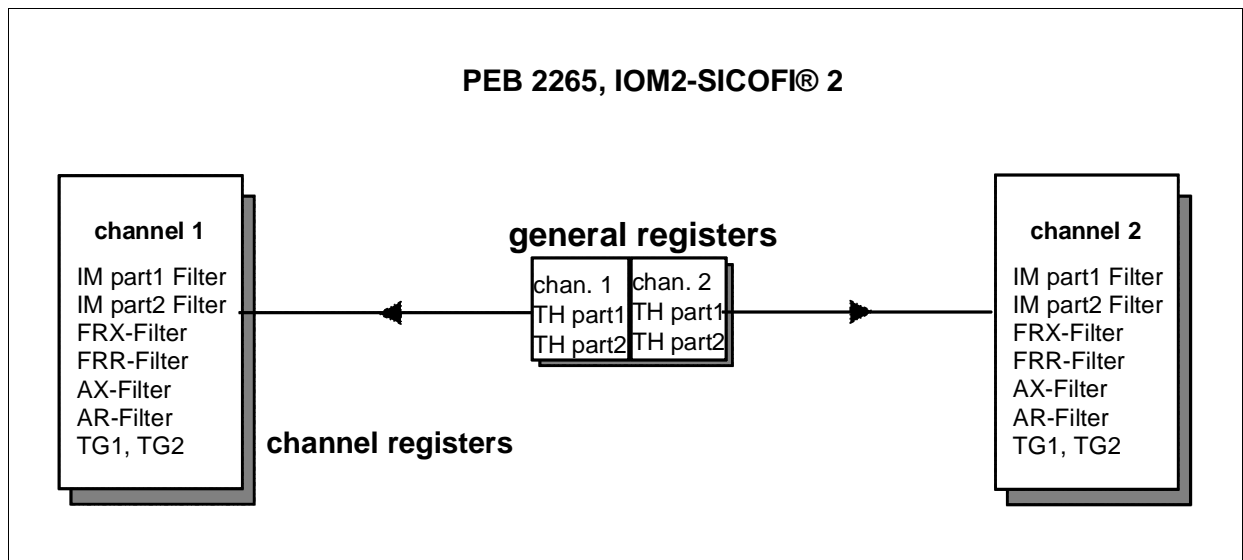 PEB 2265, IOM2-SICOFI® 2
channel 1
IM part1 Filter
IM part2 Filter
FRX-Filter
FRR-Filter
AX-Filter
AR-Filter
TG1, TG2
channel registers
general registers
chan. 1
TH part1
TH part2
chan. 2
TH part1
TH part2
channel 2
IM part1 Filter
IM part2 Filter
FRX-Filter
FRR-Filter
AX-Filter
AR-Filter
TG1, TG2